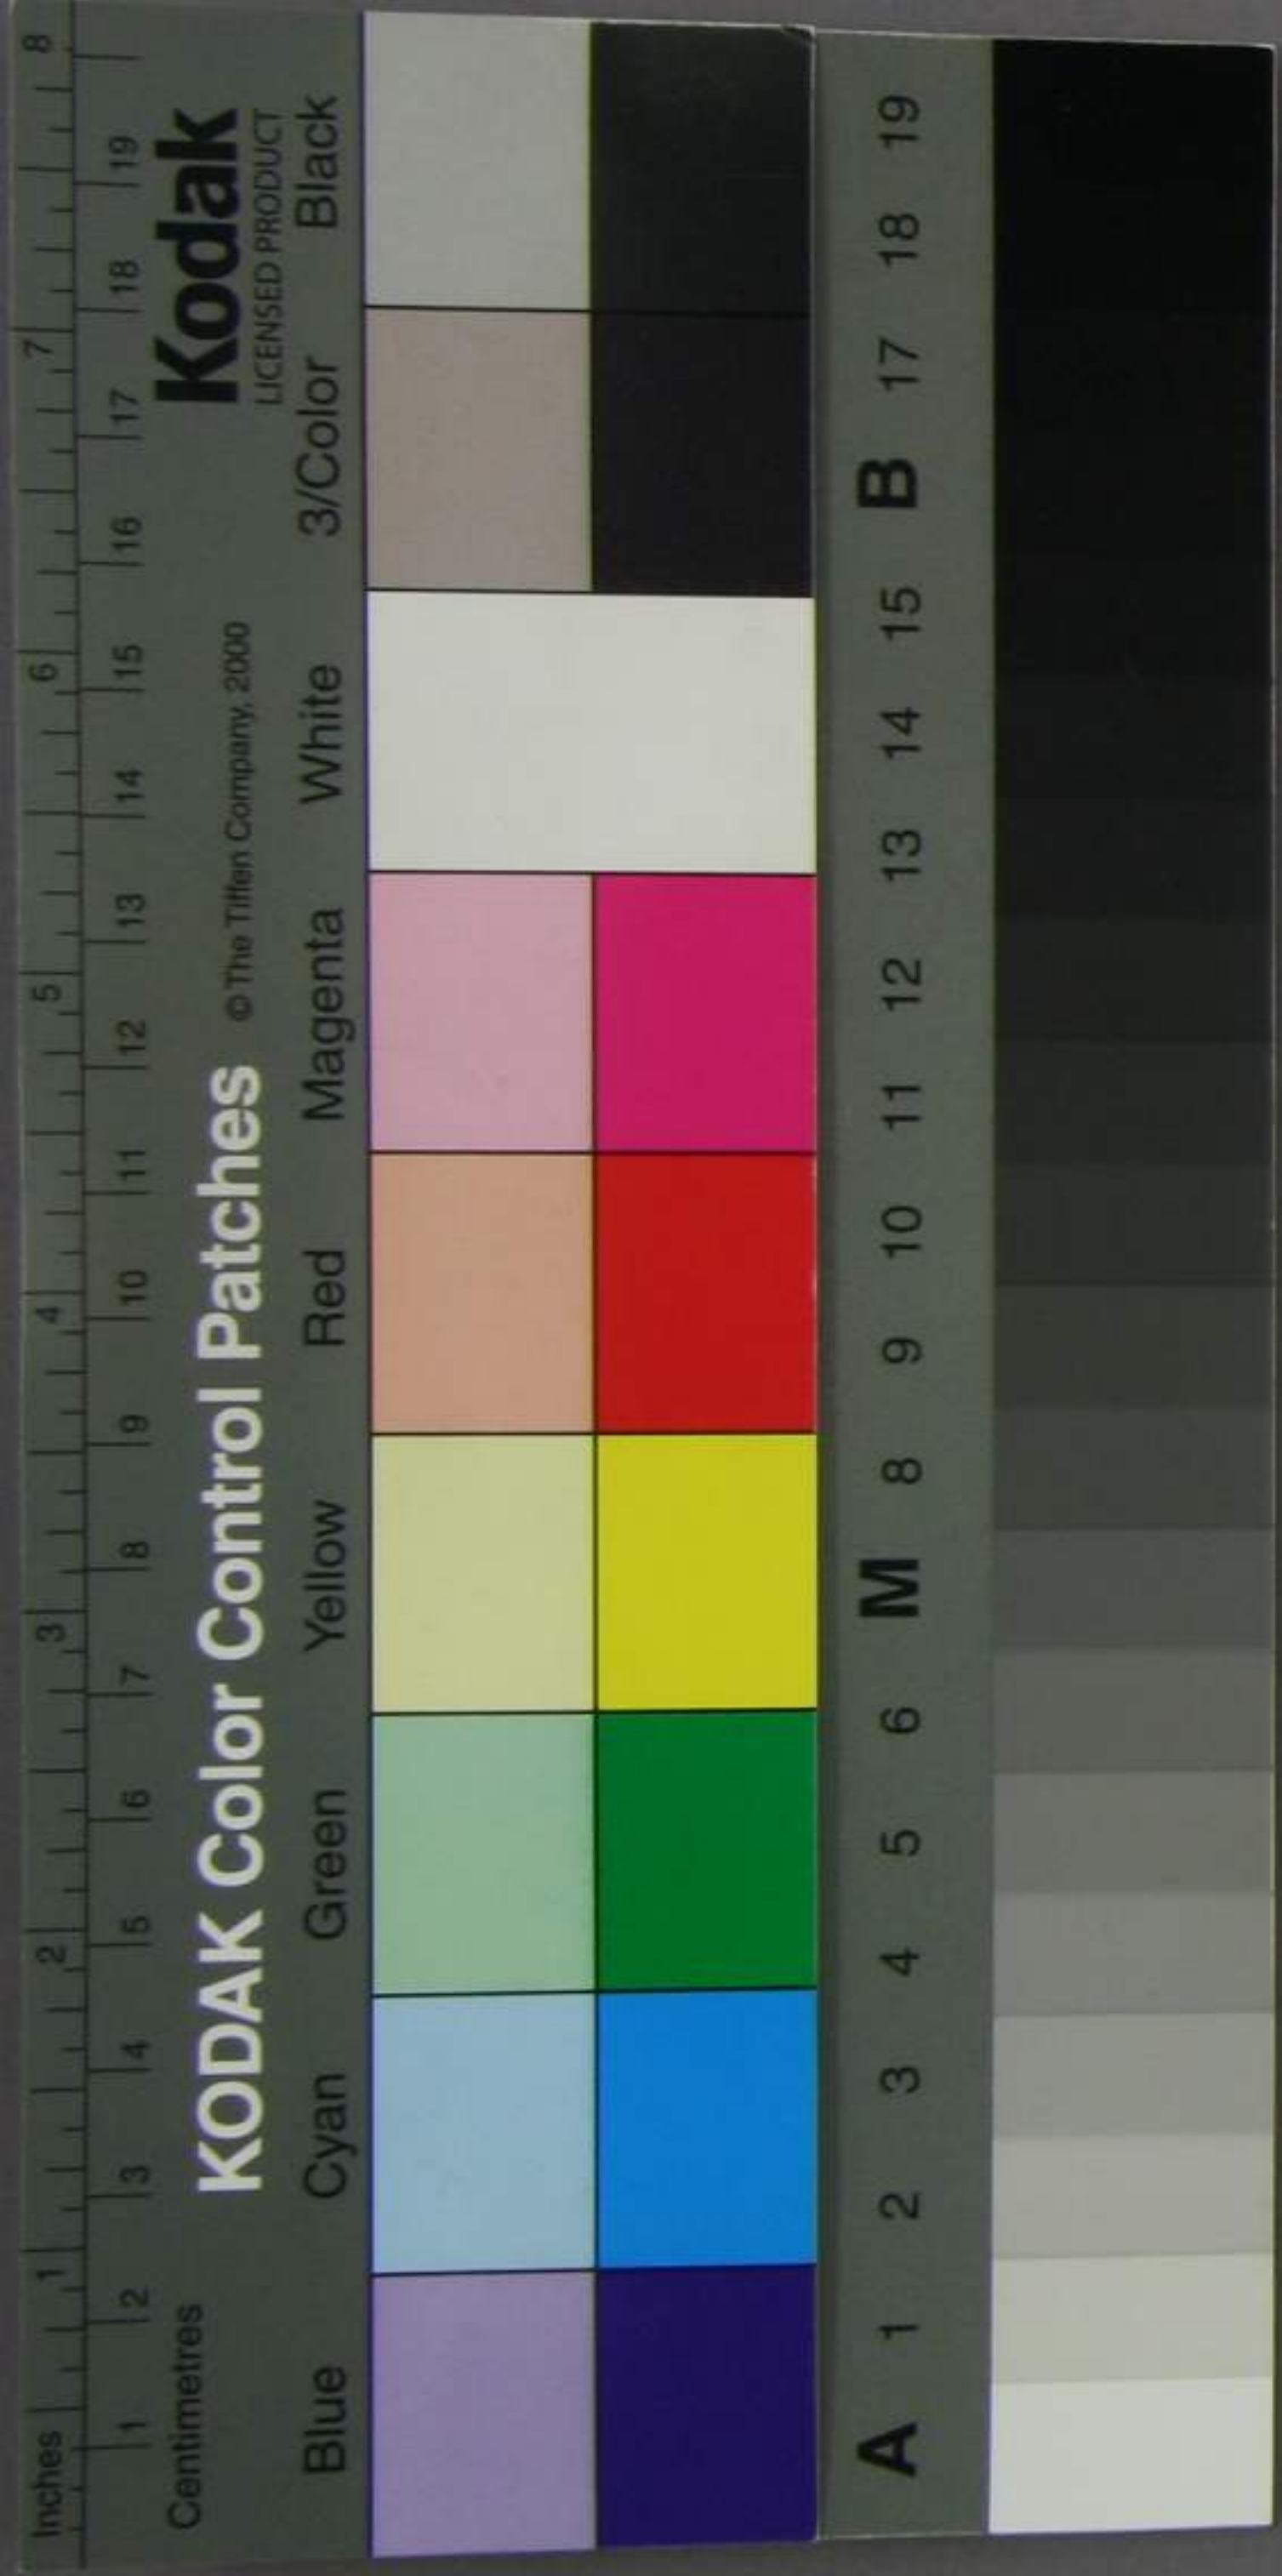 Inches 1 2 3 4 5 6 7 8
1 2 3 4 5 6 7 8 9 10 11 12 13 14 15 16 17 18 19
Centimetres
KODAK Color Control Patches © The Tiffen Company, 2000 Kodak
LICENSED PRODUCT
Blue Cyan Green Yellow Red Magenta White 3/Color Black
A 1 2 3 4 5 6 M 8 9 10 11 12 13 14 15 B 17 18 19